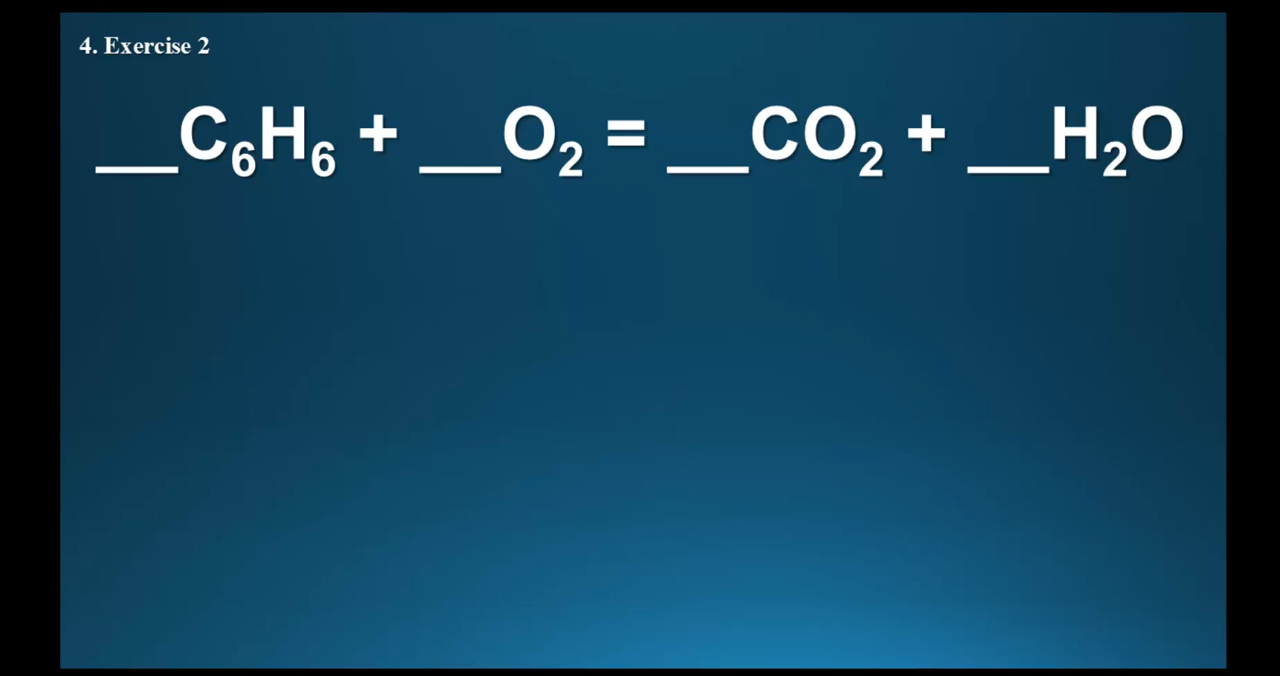 4. Exercise 2
__C₆H₆ + __O₂ = __CO₂ + __H₂O